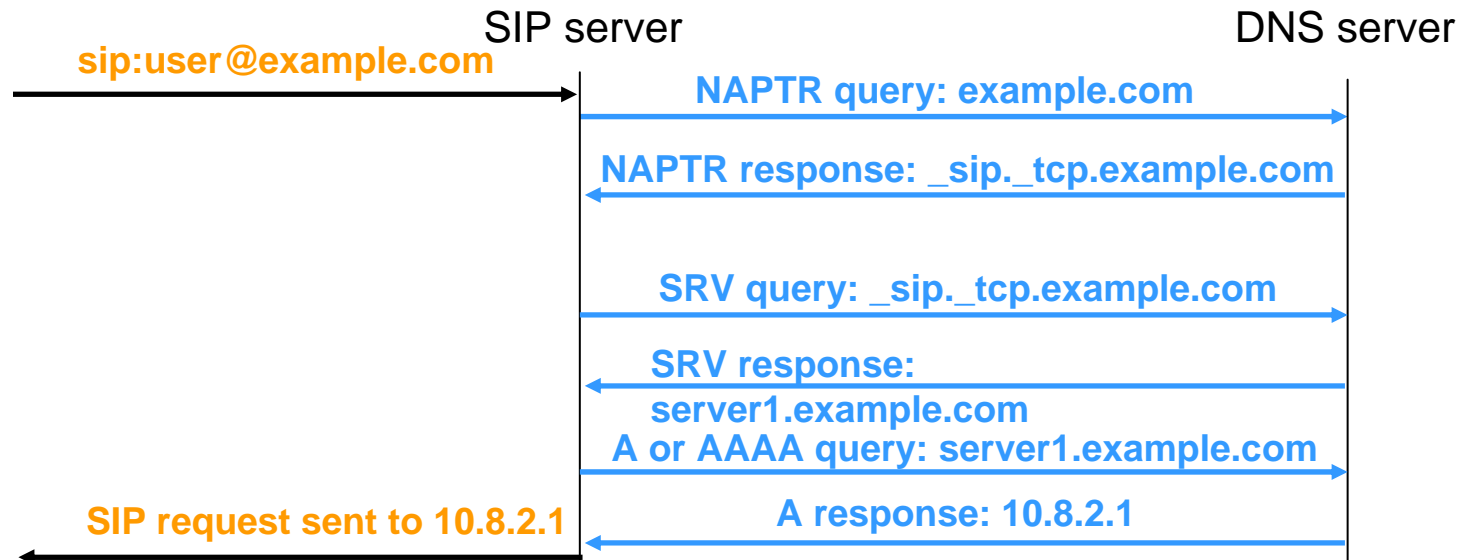 SIP server
DNS server
sip:user@example.com
NAPTR query: example.com
NAPTR response: _sip._tcp.example.com
SRV query: _sip._tcp.example.com
SRV response:
server1.example.com
A or AAAA query: server1.example.com
A response: 10.8.2.1
SIP request sent to 10.8.2.1